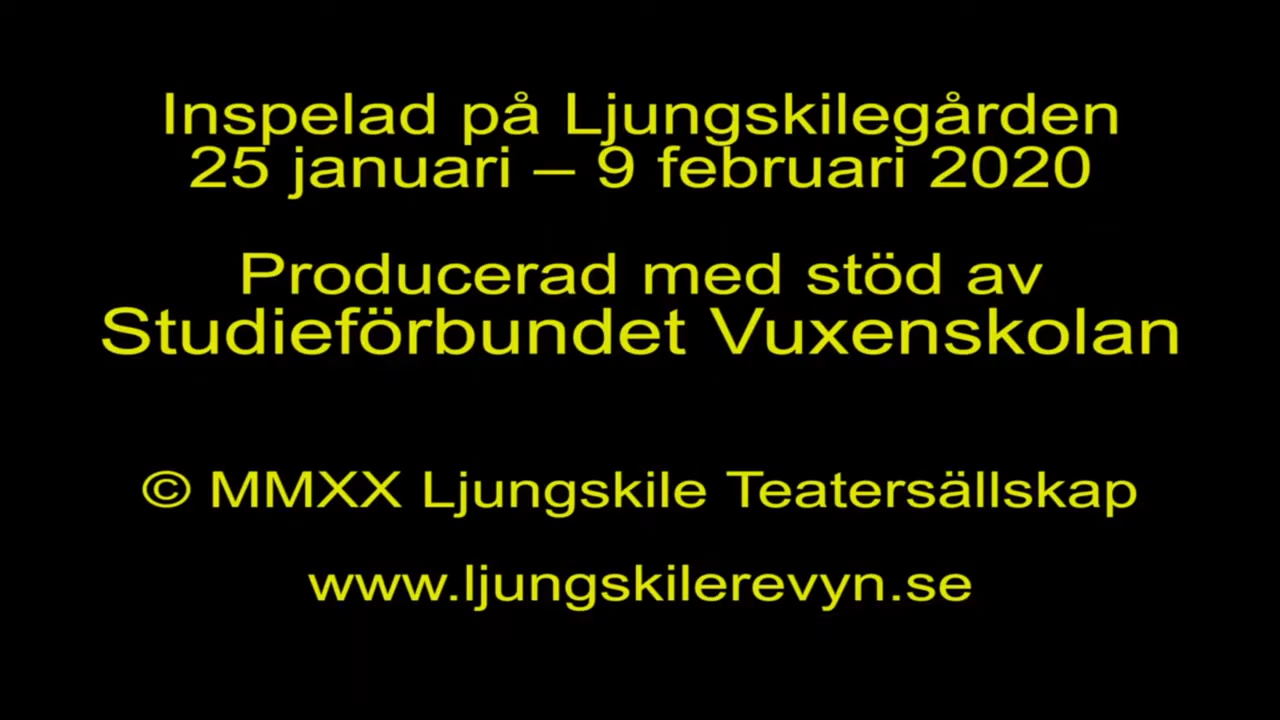 Inspelad på Ljungskilegården
25 januari – 9 februari 2020
Producerad med stöd av
Studieförbundet Vuxenskolan
© MMXX Ljungskile Teatersällskap
www.ljungskilerevyn.se